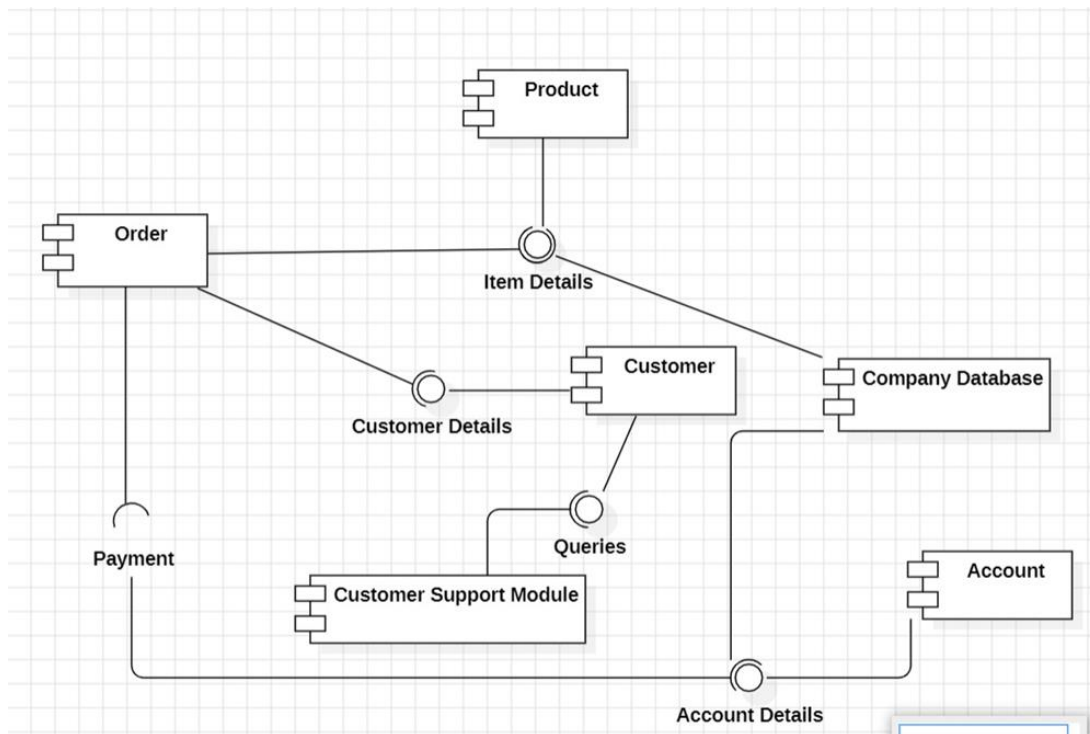 Product
Order
Item Details
Customer
Company Database
Customer Details
Queries
Payment
Account
Customer Support Module
Account Details